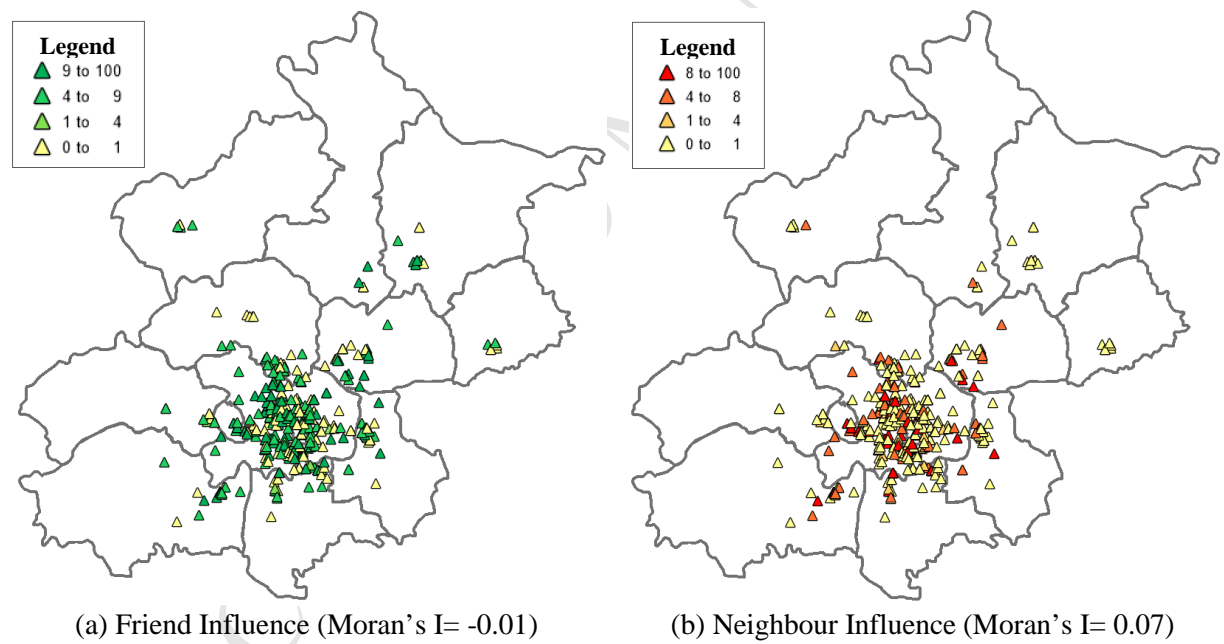 Legend
9 to 100
4 to 9
1 to 4
0 to 1
Legend
8 to 100
4 to 8
1 to 4
0 to 1
(a) Friend Influence (Moran’s I= -0.01)
(b) Neighbour Influence (Moran’s I= 0.07)